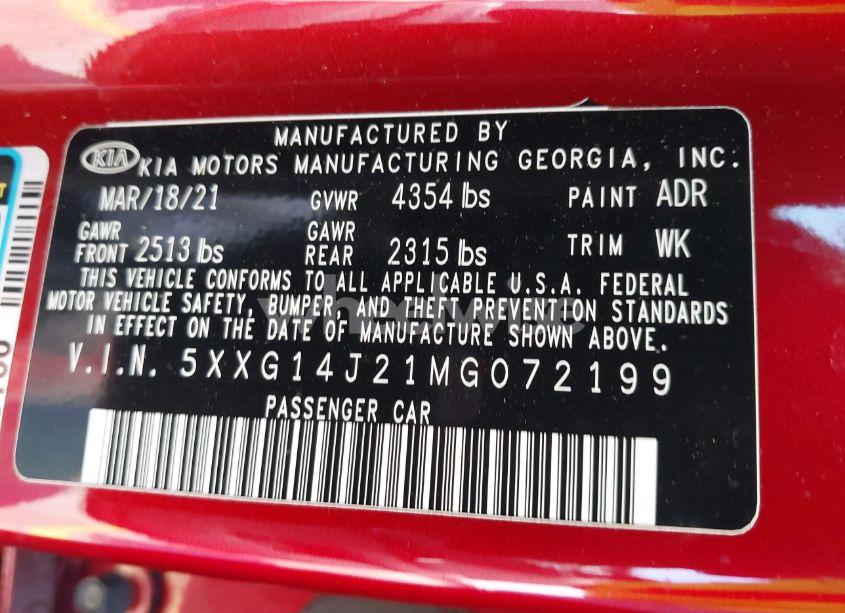 MANUFACTURED BY
KIA KIA MOTORS MANUFACTURING GEORGIA, INC.
MAR/18/21 GVWR 4354 lbs PAINT ADR
GAWR FRONT 2513 lbs GAWR REAR 2315 lbs TRIM WK
THIS VEHICLE CONFORMS TO ALL APPLICABLE U.S.A. FEDERAL
MOTOR VEHICLE SAFETY, BUMPER, AND THEFT PREVENTION STANDARDS
IN EFFECT ON THE DATE OF MANUFACTURE SHOWN ABOVE.
V.I.N. 5XXG14J21MG072199
PASSENGER CAR